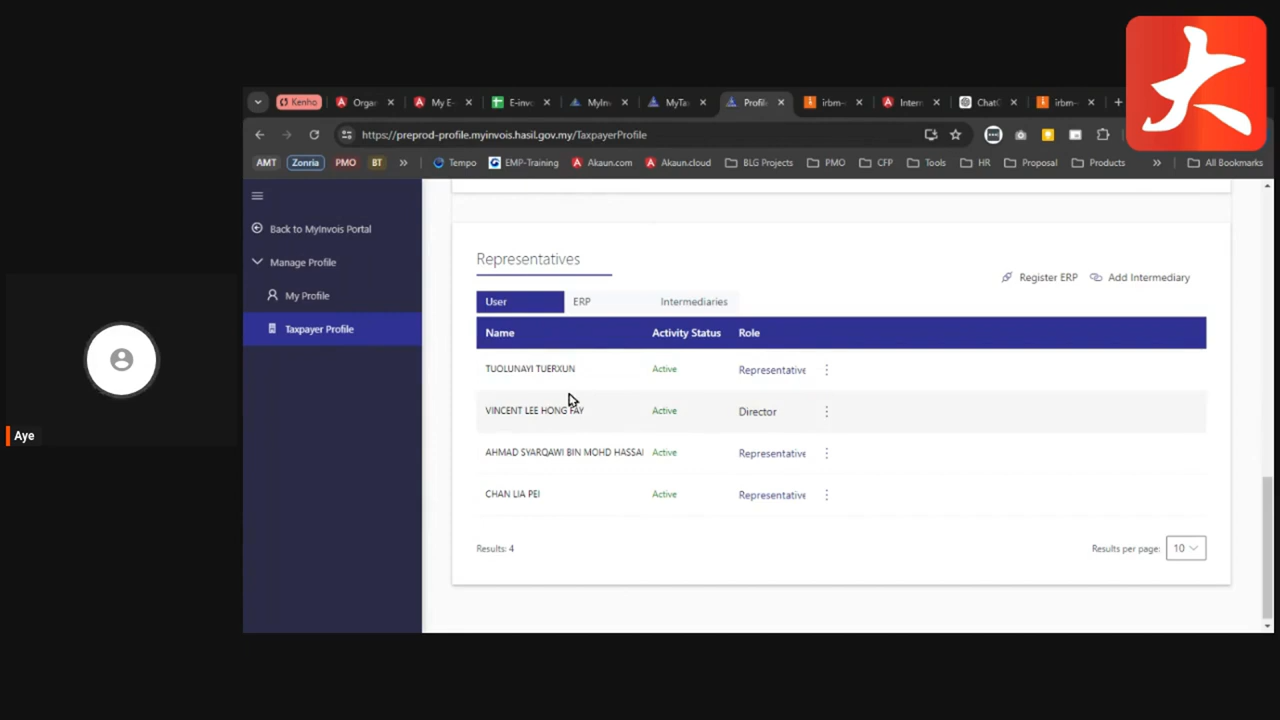 大
Kenho
Organ
My E-
E-invo
MyIn
MyTa
Profil
irbm-
Intern
ChatG
irbm-
https://preprod-profile.myinvois.hasil.gov.my/TaxpayerProfile
AMT Zonria PMO BT » Tempo EMP-Training Akaun.com Akaun.cloud BLG Projects PMO CFP Tools HR Proposal Products » All Bookmarks
Back to MyInvois Portal
Manage Profile
My Profile
Taxpayer Profile
Representatives
Register ERP Add Intermediary
User ERP Intermediaries
Name Activity Status Role
TUOLUNAYI TUERXUN Active Representative
VINCENT LEE HONG FAY Active Director
AHMAD SYARQAWI BIN MOHD HASSAI Active Representative
CHAN LIA PEI Active Representative
Results: 4
Results per page: 10
Aye